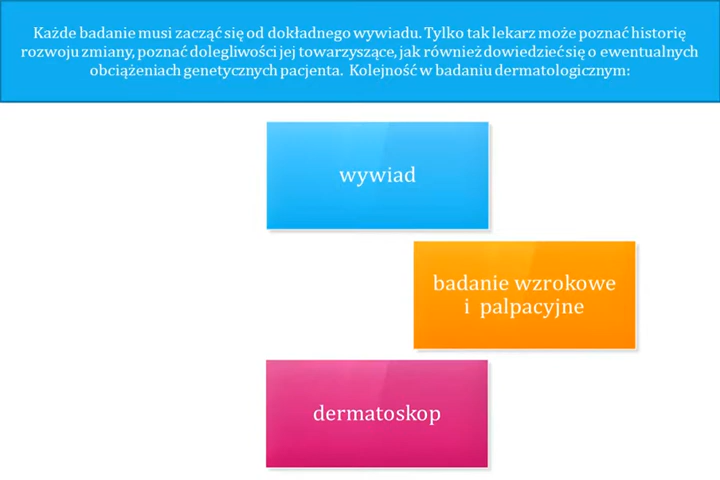 Każde badanie musi zacząć się od dokładnego wywiadu. Tylko tak lekarz może poznać historię
rozwoju zmiany, poznać dolegliwości jej towarzyszące, jak również dowiedzieć się o ewentualnych
obciążeniach genetycznych pacjenta. Kolejność w badaniu dermatologicznym:
wywiad
badanie wzrokowe
i palpacyjne
dermatoskop